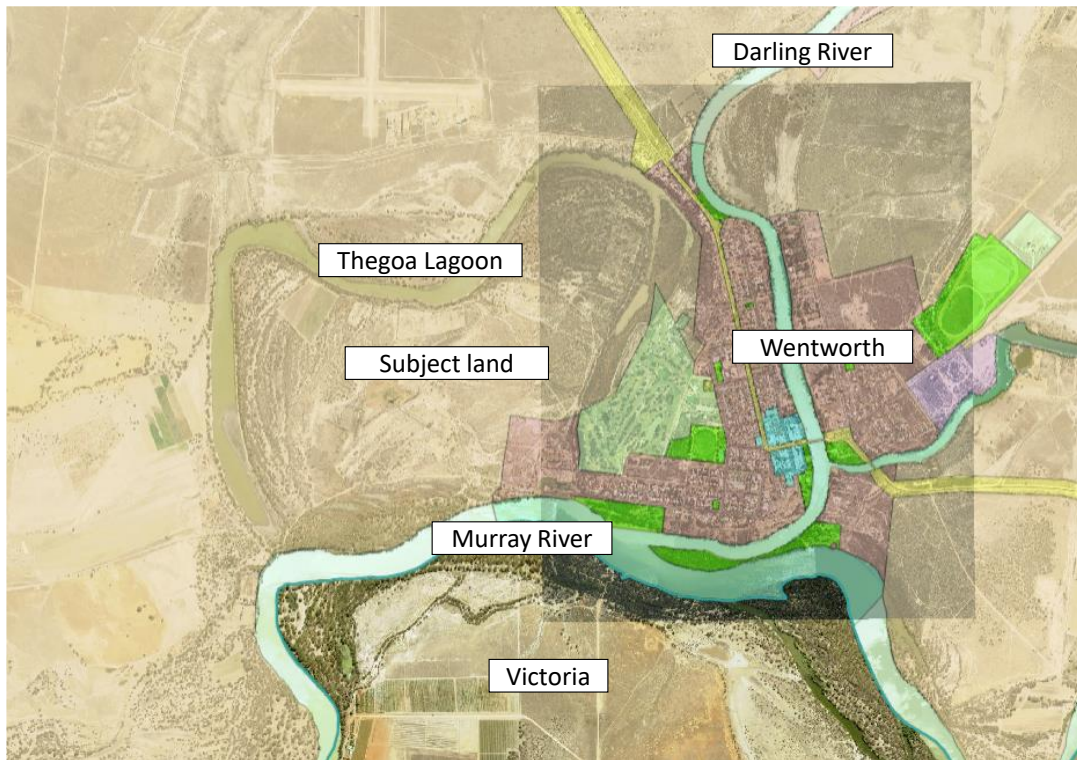 Darling River
Thegoa Lagoon
Wentworth
Subject land
Murray River
Victoria